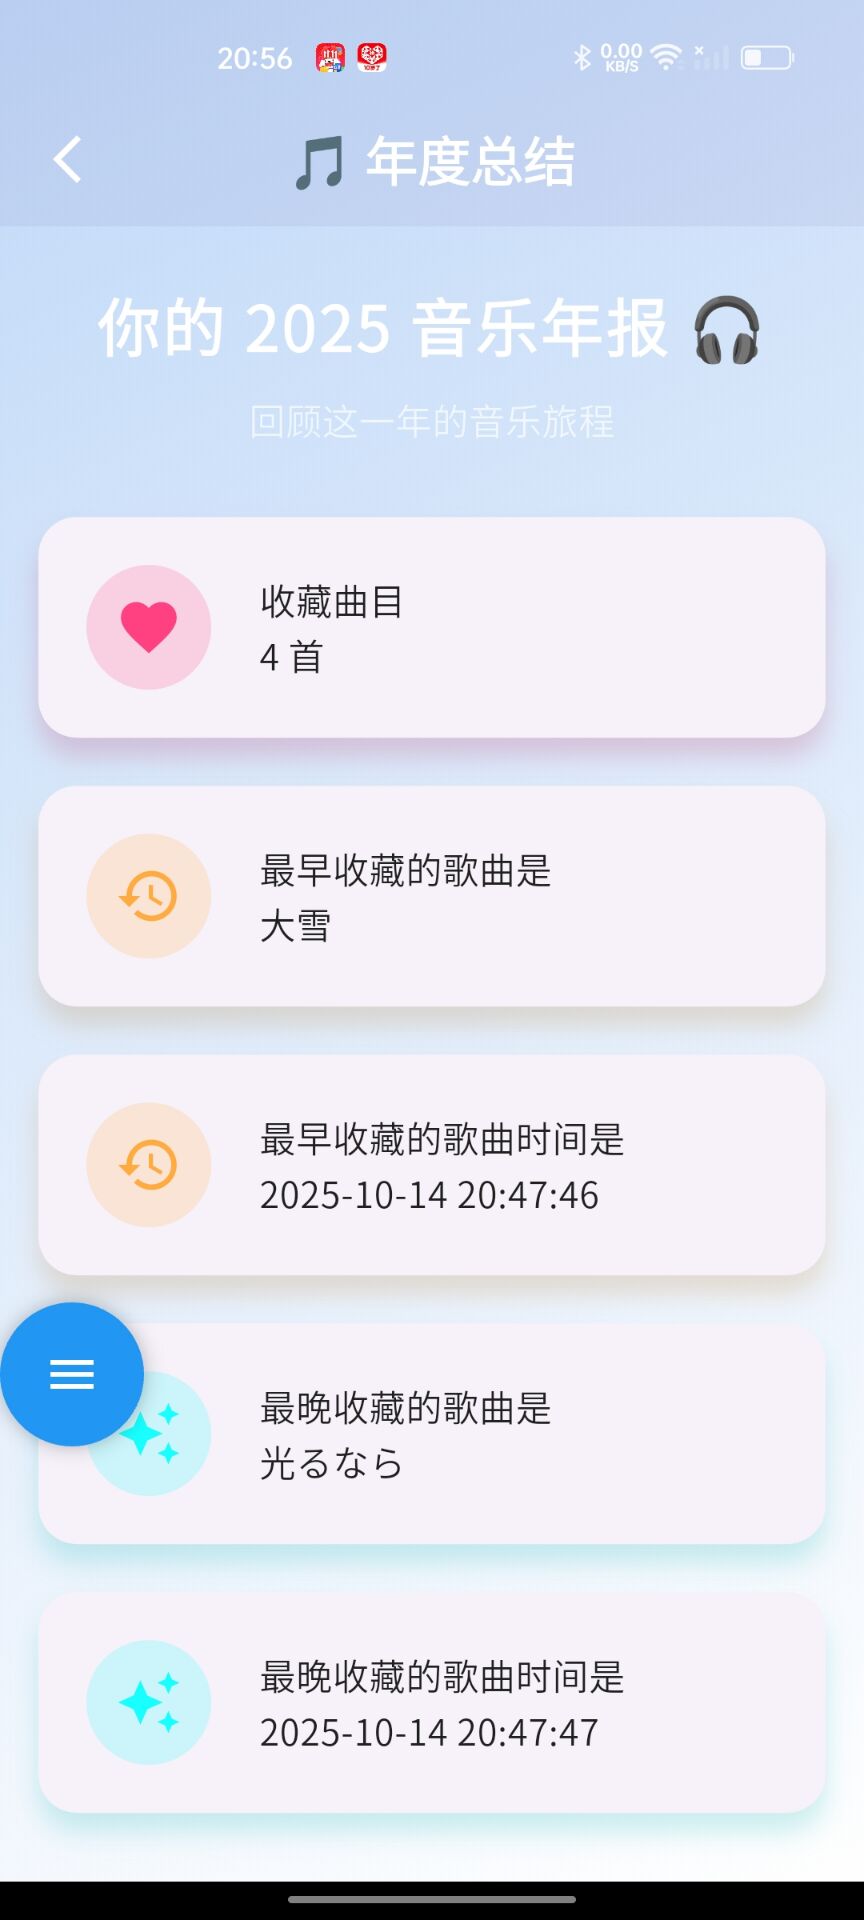 20:56
0.00
KB/S
年度总结
你的 2025 音乐年报
回顾这一年的音乐旅程
收藏曲目
4 首
最早收藏的歌曲是
大雪
最早收藏的歌曲时间是
2025-10-14 20:47:46
最晚收藏的歌曲是
光るなら
最晚收藏的歌曲时间是
2025-10-14 20:47:47